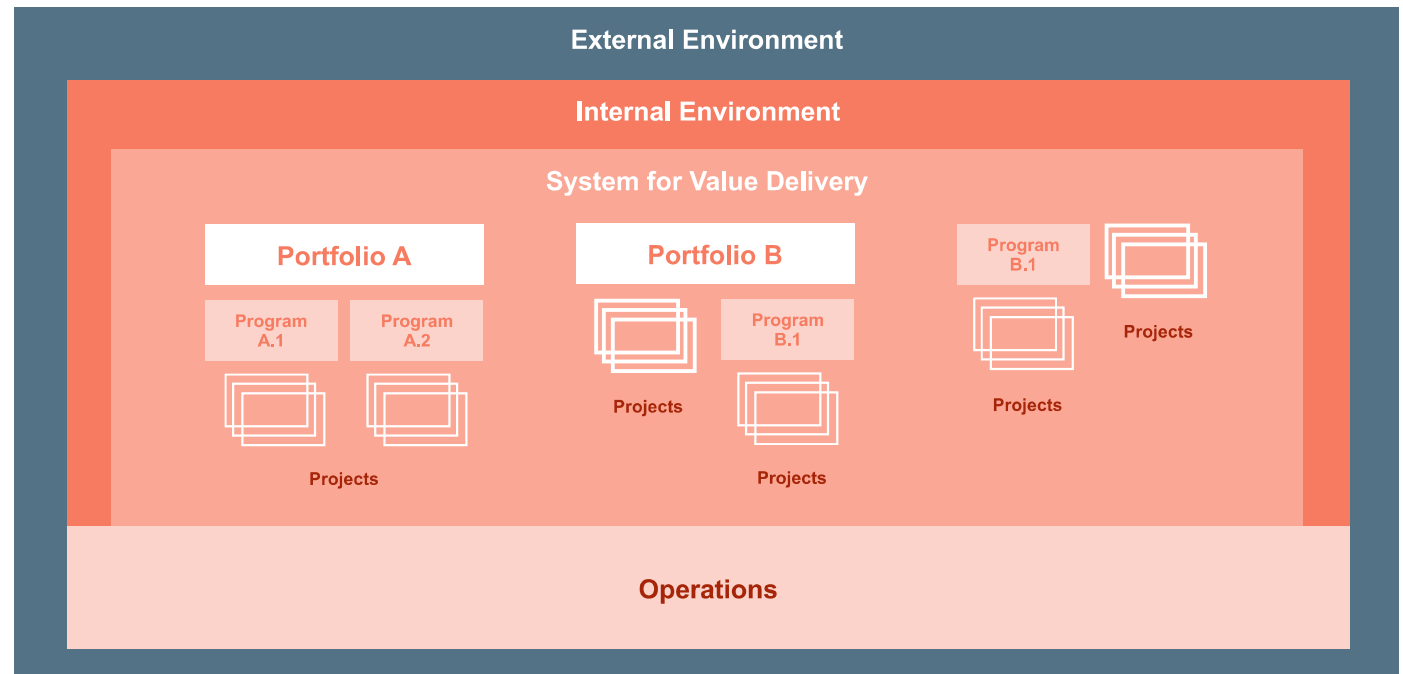 External Environment
Internal Environment
System for Value Delivery
Portfolio A
Program
A.1
Program
A.2
Projects
Portfolio B
Projects
Program
B.1
Projects
Program
B.1
Projects
Projects
Operations